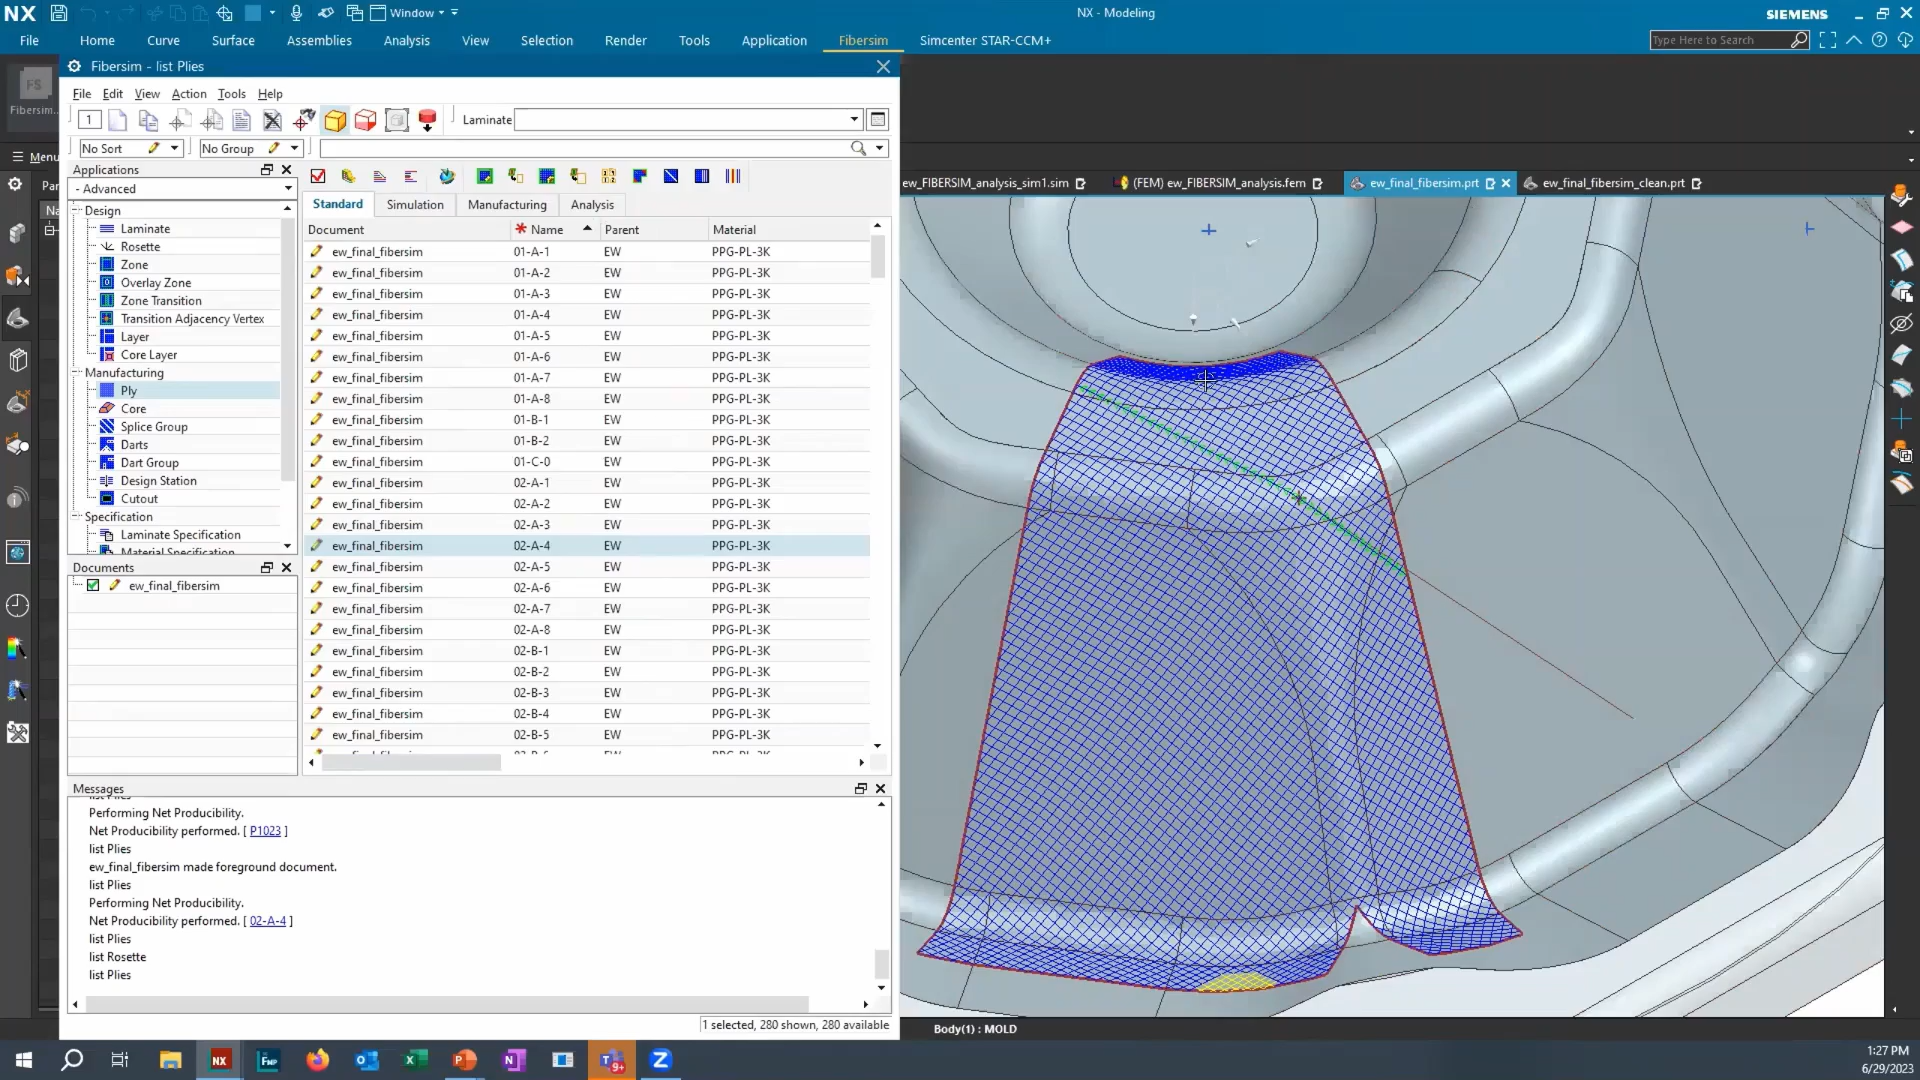 NX
Window
NX - Modeling
SIEMENS
File Home Curve Surface Assemblies Analysis View Selection Render Tools Application Fibersim Simcenter STAR-CCM+
Type Here to Search
Fibersim - list Plies
FS
Fibersim...
File Edit View Action Tools Help
1
Laminate
No Sort
No Group
Menu
Applications
- Advanced
Design
Laminate
Rosette
Zone
Overlay Zone
Zone Transition
Transition Adjacency Vertex
Layer
Core Layer
Manufacturing
Ply
Core
Splice Group
Darts
Dart Group
Design Station
Cutout
Specification
Laminate Specification
Material Specification
Documents
ew_final_fibersim
Standard Simulation Manufacturing Analysis
Document Name Parent Material
ew_final_fibersim 01-A-1 EW PPG-PL-3K
ew_final_fibersim 01-A-2 EW PPG-PL-3K
ew_final_fibersim 01-A-3 EW PPG-PL-3K
ew_final_fibersim 01-A-4 EW PPG-PL-3K
ew_final_fibersim 01-A-5 EW PPG-PL-3K
ew_final_fibersim 01-A-6 EW PPG-PL-3K
ew_final_fibersim 01-A-7 EW PPG-PL-3K
ew_final_fibersim 01-A-8 EW PPG-PL-3K
ew_final_fibersim 01-B-1 EW PPG-PL-3K
ew_final_fibersim 01-B-2 EW PPG-PL-3K
ew_final_fibersim 01-C-0 EW PPG-PL-3K
ew_final_fibersim 02-A-1 EW PPG-PL-3K
ew_final_fibersim 02-A-2 EW PPG-PL-3K
ew_final_fibersim 02-A-3 EW PPG-PL-3K
ew_final_fibersim 02-A-4 EW PPG-PL-3K
ew_final_fibersim 02-A-5 EW PPG-PL-3K
ew_final_fibersim 02-A-6 EW PPG-PL-3K
ew_final_fibersim 02-A-7 EW PPG-PL-3K
ew_final_fibersim 02-A-8 EW PPG-PL-3K
ew_final_fibersim 02-B-1 EW PPG-PL-3K
ew_final_fibersim 02-B-2 EW PPG-PL-3K
ew_final_fibersim 02-B-3 EW PPG-PL-3K
ew_final_fibersim 02-B-4 EW PPG-PL-3K
ew_final_fibersim 02-B-5 EW PPG-PL-3K
Messages
list Plies
Performing Net Producibility.
Net Producibility performed. [ P1023 ]
list Plies
ew_final_fibersim made foreground document.
list Plies
Performing Net Producibility.
Net Producibility performed. [ 02-A-4 ]
list Plies
list Rosette
list Plies
1 selected, 280 shown, 280 available
ew_FIBERSIM_analysis_sim1.sim (FEM) ew_FIBERSIM_analysis.fem ew_final_fibersim.prt ew_final_fibersim_clean.prt
Body(1) : MOLD
1:27 PM
6/29/2023